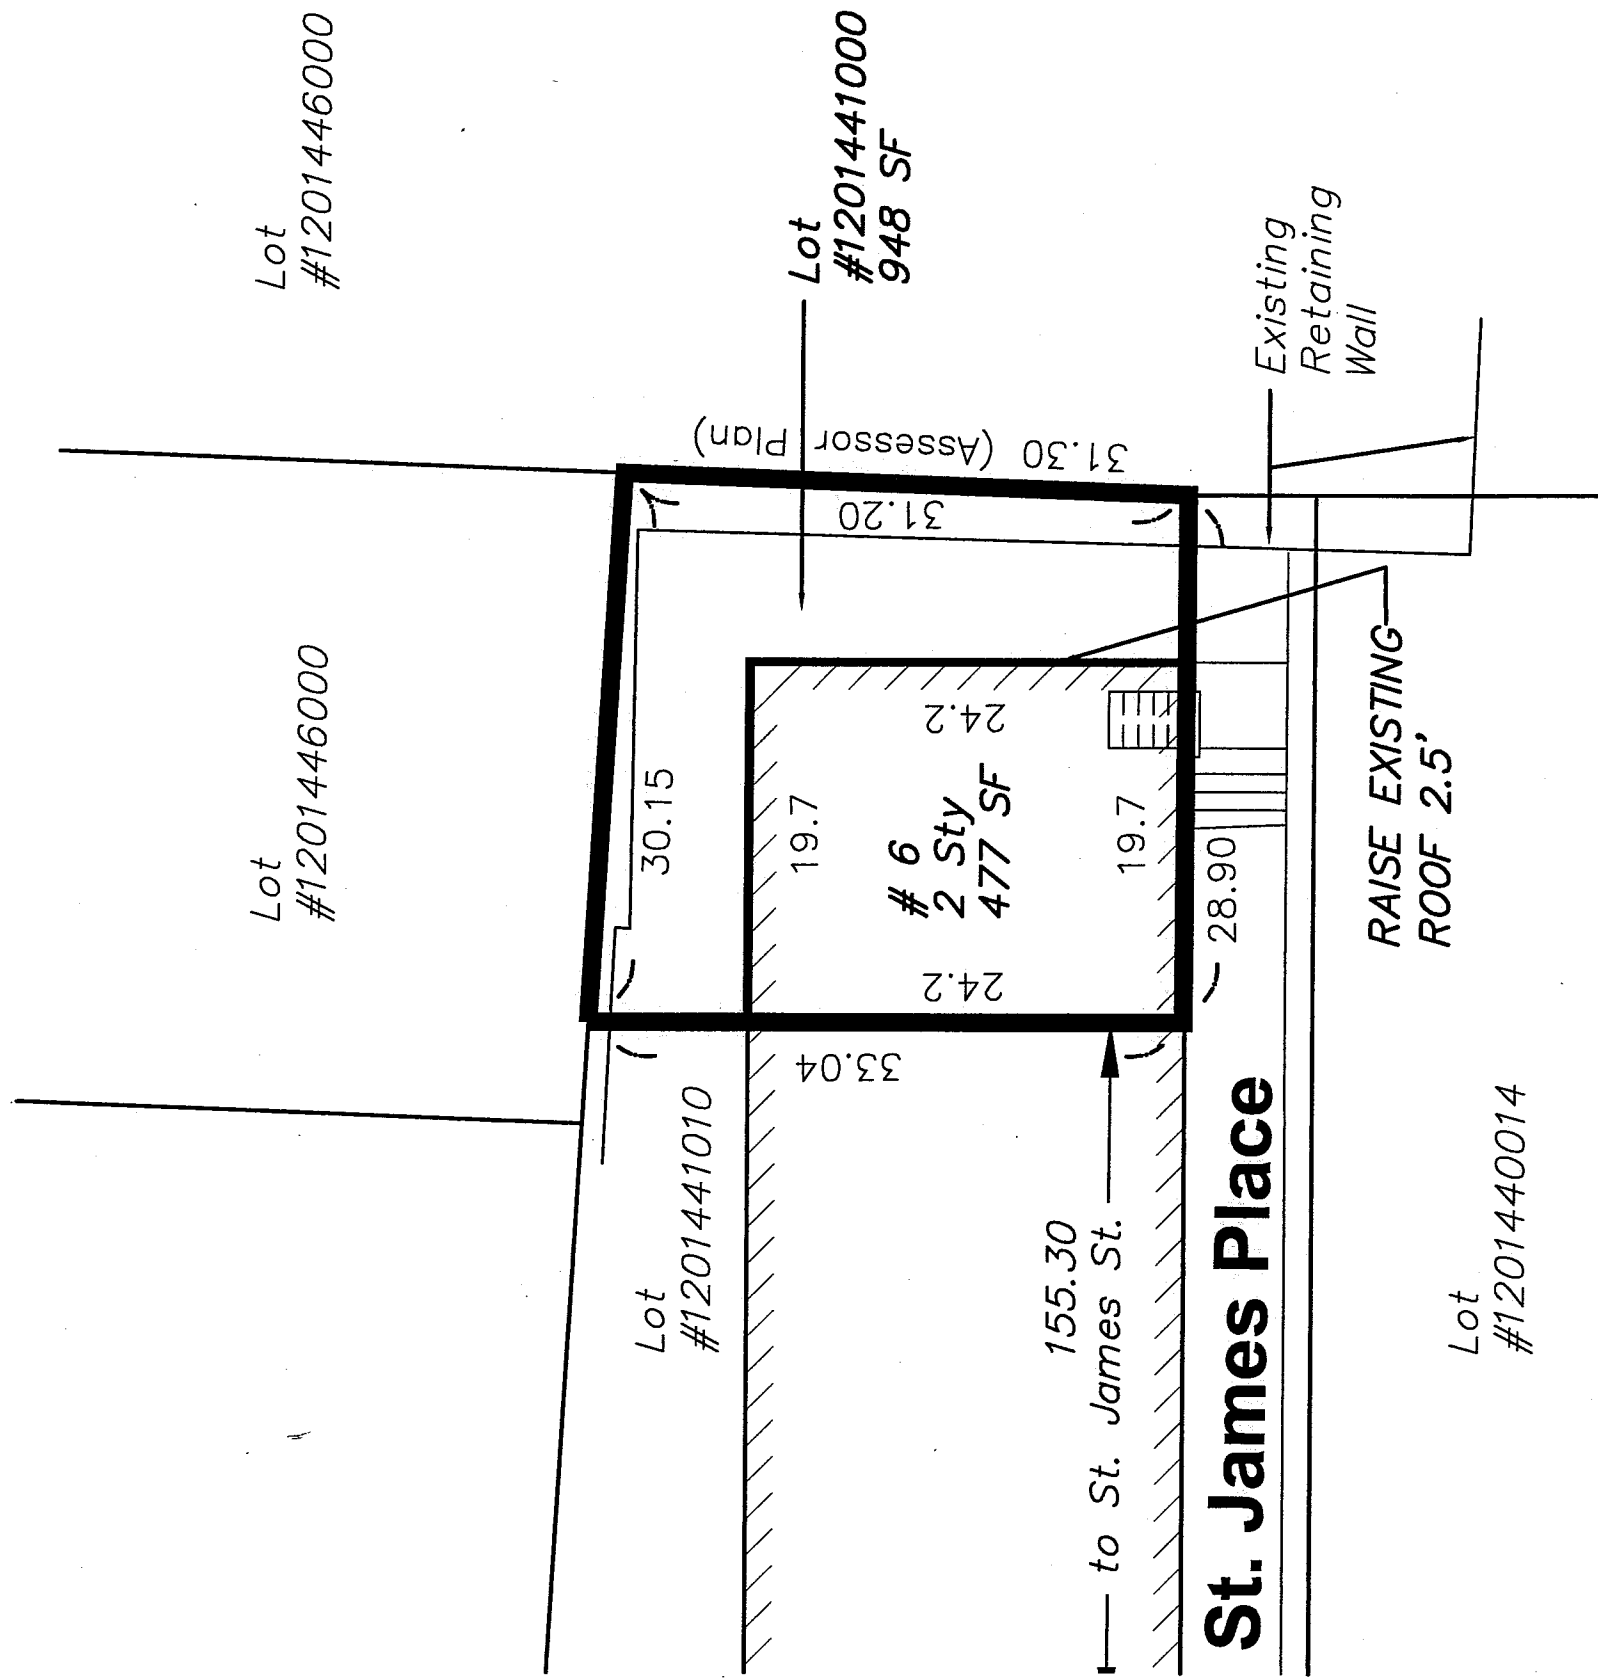 Lot
#1201446000
Lot
#1201446000
Lot
#1201441000
948 SF
31.30 (Assessor Plan)
31.20
30.15
24.2
19.7
# 6
2 Sty
477 SF
19.7
24.2
28.90
33.04
Existing
Retaining
Wall
RAISE EXISTING
ROOF 2.5'
Lot
#1201441010
155.30
to St. James St.
St. James Place
Lot
#1201440014